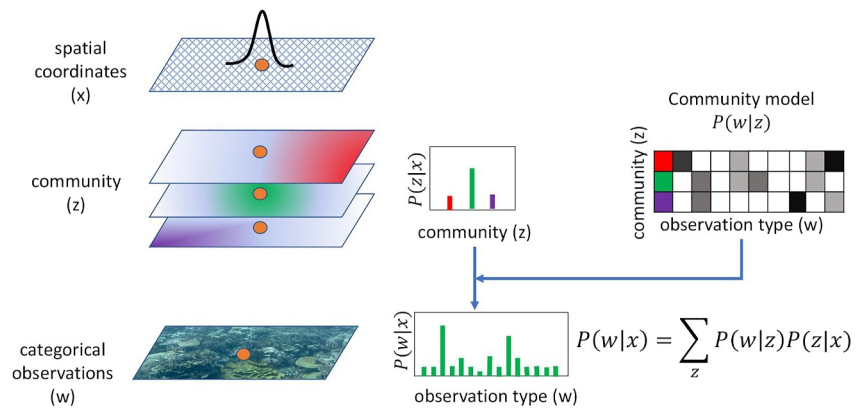 spatial
coordinates
(x)
community
(z)
categorical
observations
(w)
P(z|x)
community (z)
Community model
P(w|z)
community (z)
observation type (w)
P(w|x)
observation type (w)
P(w|x) = ∑ P(w|z)P(z|x)
z